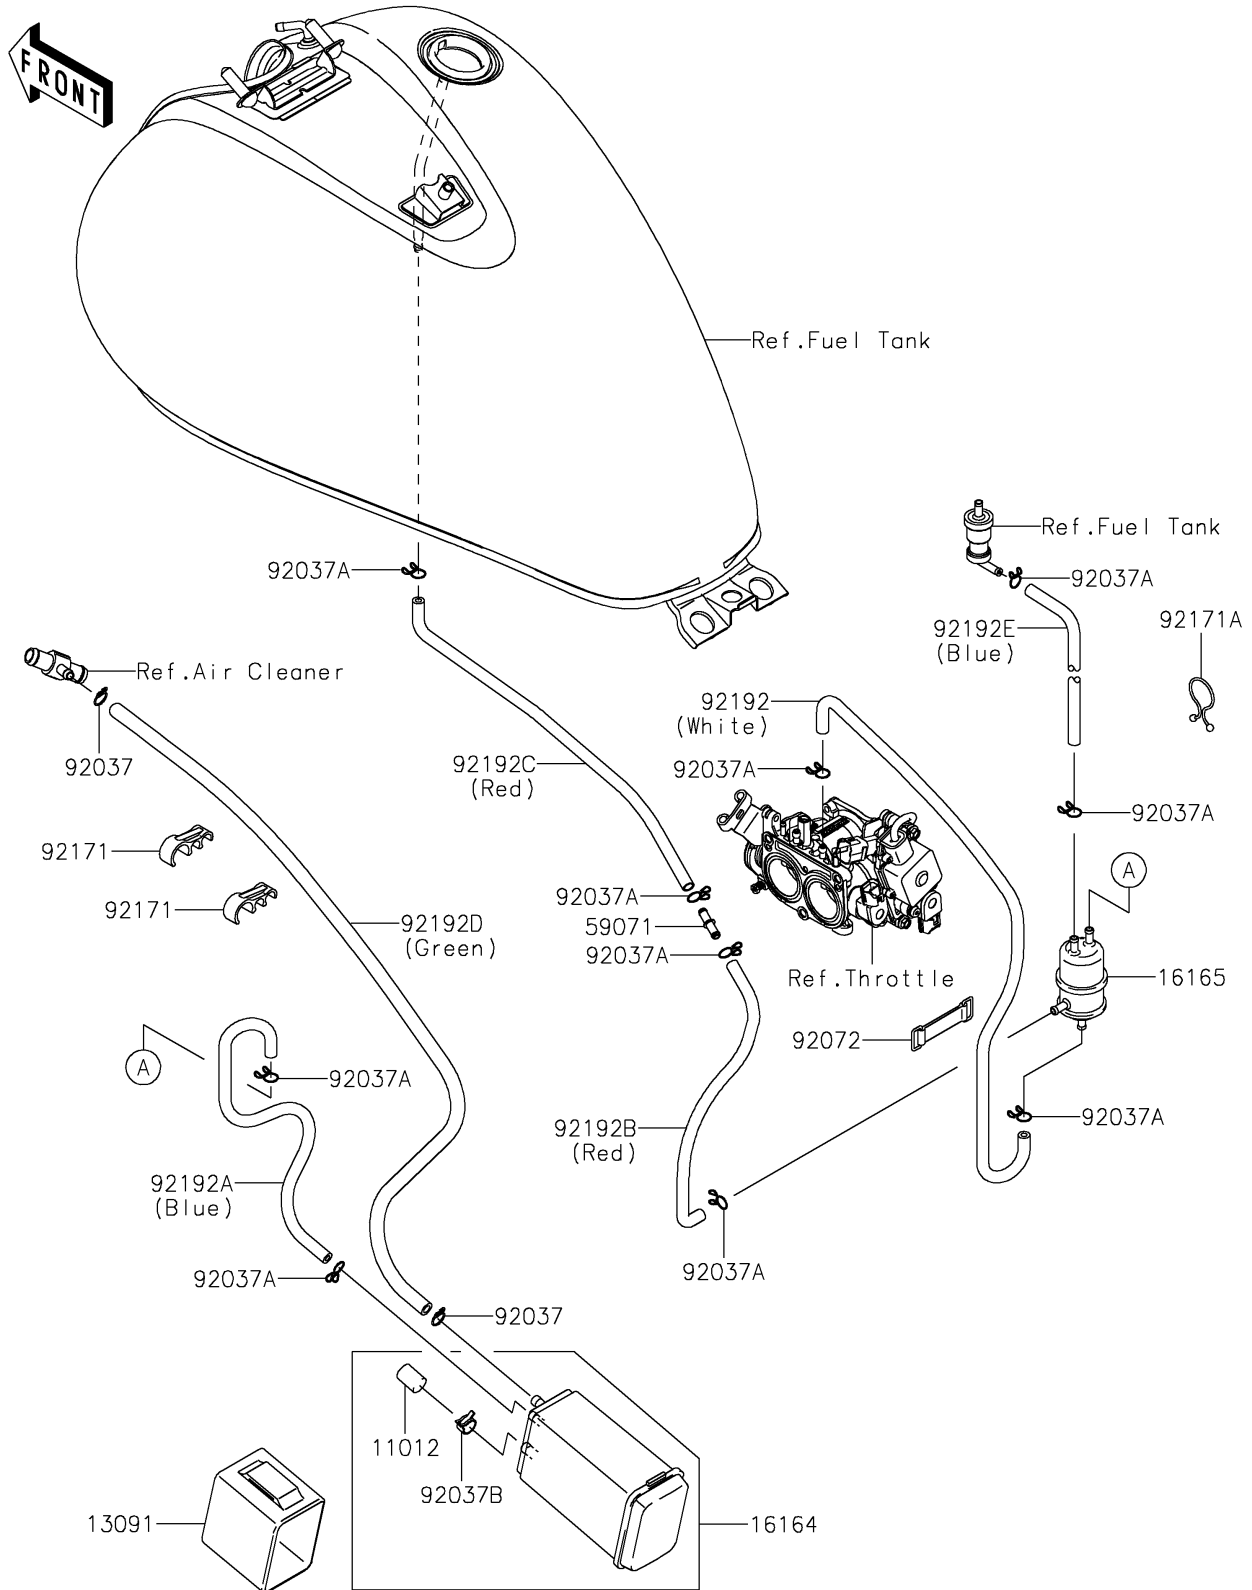 FRONT
Ref.Fuel Tank
Ref.Fuel Tank
92037A
92037A
92192E
(Blue)
92171A
Ref.Air Cleaner
92192
(White)
92037
92192C
(Red)
92037A
92037A
92171
92171
92192D
(Green)
92037A
59071
92037A
A
Ref.Throttle
16165
92072
A
92037A
92037A
92192B
(Red)
92192A
(Blue)
92037A
92037A
92037
11012
92037B
13091
16164